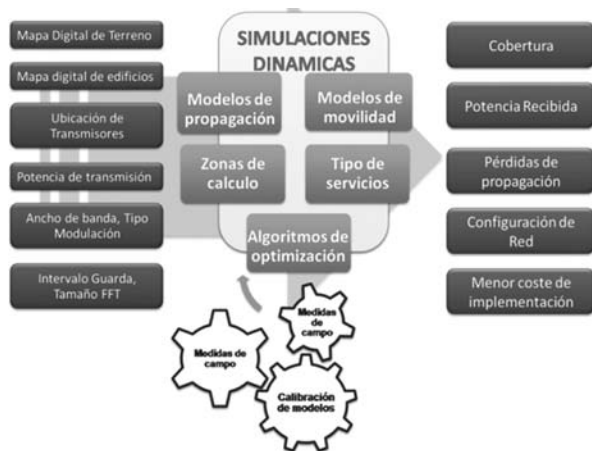 Mapa Digital de Terreno
Mapa digital de edificios
Ubicación de
Transmisores
Potencia de transmisión
Ancho de banda, Tipo
Modulación
Intervalo Guarda,
Tamaño FFT
SIMULACIONES
DINAMICAS
Modelos de
propagación
Modelos de
movilidad
Zonas de
calculo
Tipo de
servicios
Algoritmos de
optimización
Medidas de
campo
Medidas de
campo
Calibración
de modelos
Cobertura
Potencia Recibida
Pérdidas de
propagación
Configuración de
Red
Menor coste de
implementación